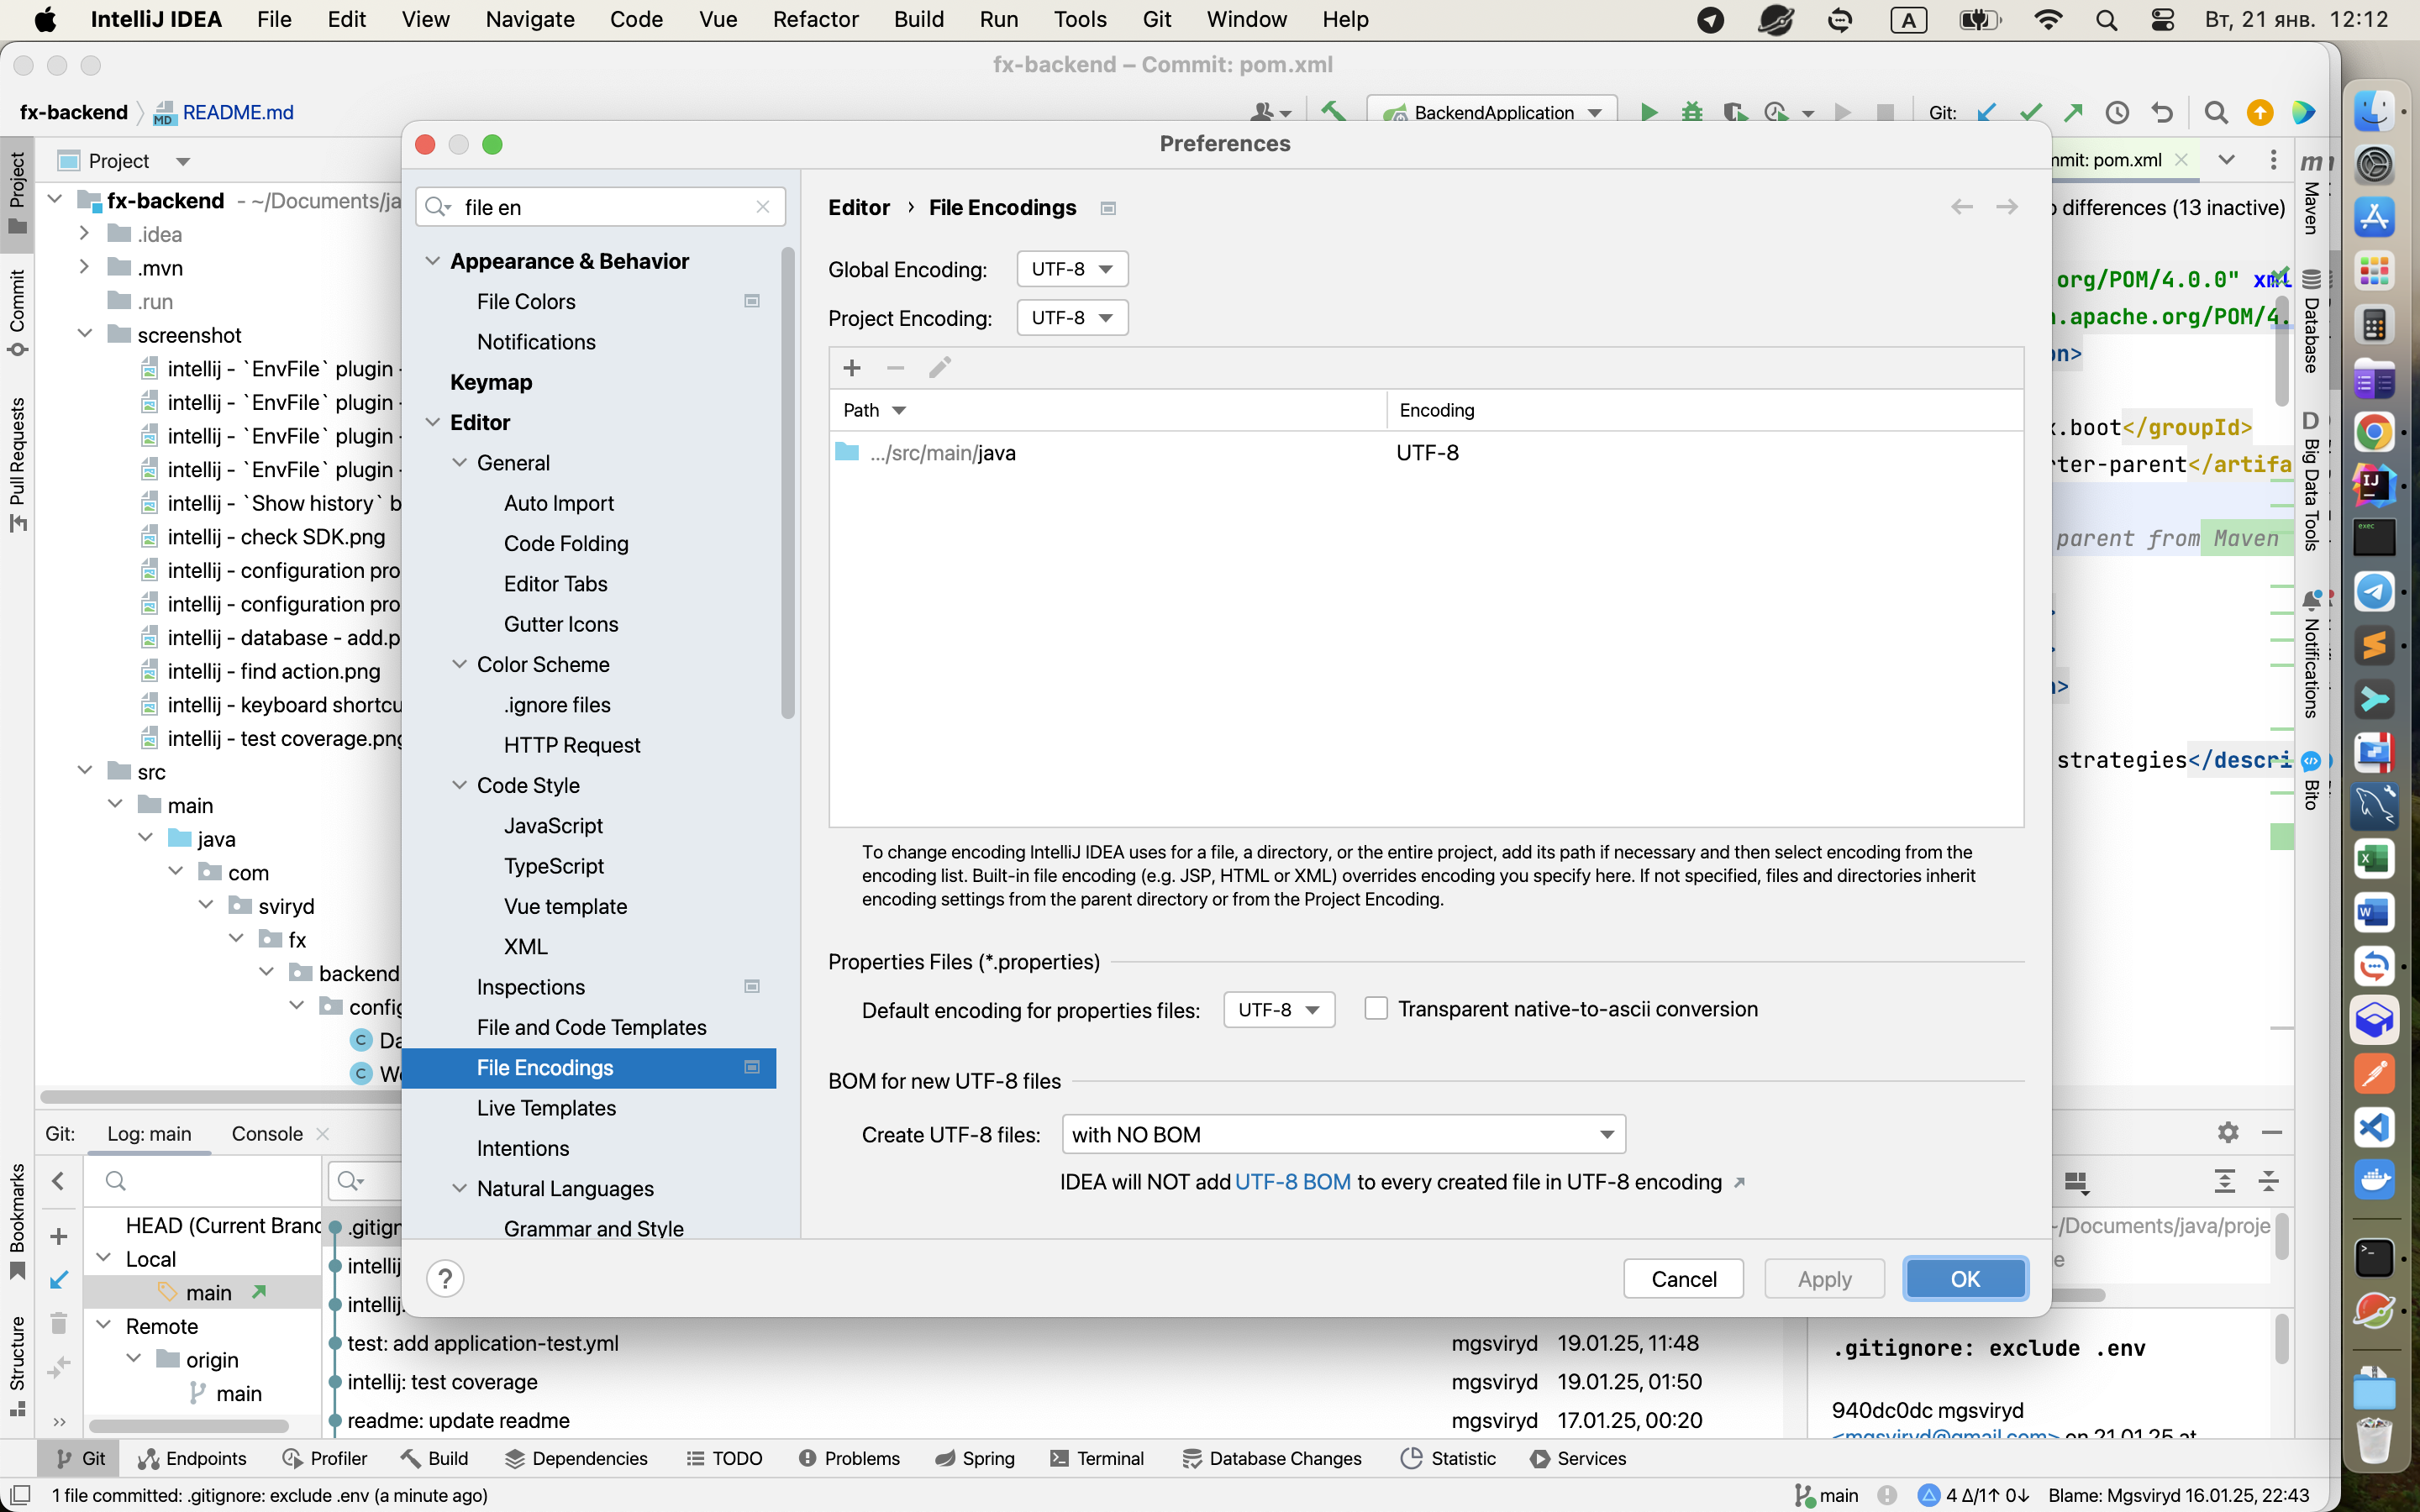 IntelliJ IDEA File Edit View Navigate Code Vue Refactor Build Run Tools Git Window Help A Вт, 21 янв. 12:12
fx-backend – Commit: pom.xml
fx-backend README.md BackendApplication Git:
Preferences
Project
Commit
Pull Requests
Bookmarks
Structure
Project
fx-backend - ~/Documents/ja
.idea
.mvn
.run
screenshot
intellij - `EnvFile` plugin -
intellij - `EnvFile` plugin -
intellij - `EnvFile` plugin -
intellij - `EnvFile` plugin -
intellij - `Show history` b
intellij - check SDK.png
intellij - configuration pro
intellij - configuration pro
intellij - database - add.p
intellij - find action.png
intellij - keyboard shortcu
intellij - test coverage.png
src
main
java
com
sviryd
fx
backend
config
Da
We
file en
Appearance & Behavior
File Colors
Notifications
Keymap
Editor
General
Auto Import
Code Folding
Editor Tabs
Gutter Icons
Color Scheme
.ignore files
HTTP Request
Code Style
JavaScript
TypeScript
Vue template
XML
Inspections
File and Code Templates
File Encodings
Live Templates
Intentions
Natural Languages
Grammar and Style
Editor › File Encodings
Global Encoding: UTF-8
Project Encoding: UTF-8
Path Encoding
.../src/main/java UTF-8
To change encoding IntelliJ IDEA uses for a file, a directory, or the entire project, add its path if necessary and then select encoding from the
encoding list. Built-in file encoding (e.g. JSP, HTML or XML) overrides encoding you specify here. If not specified, files and directories inherit
encoding settings from the parent directory or from the Project Encoding.
Properties Files (*.properties)
Default encoding for properties files: UTF-8 Transparent native-to-ascii conversion
BOM for new UTF-8 files
Create UTF-8 files: with NO BOM
IDEA will NOT add UTF-8 BOM to every created file in UTF-8 encoding
? Cancel Apply OK
mmit: pom.xml
differences (13 inactive)
org/POM/4.0.0" xml
.apache.org/POM/4.
on>
k.boot</groupId>
rter-parent</artifa
parent from Maven
>
strategies</descri
Maven
Database
Big Data Tools
Notifications
Bito
Git: Log: main Console
HEAD (Current Branc
Local
main
Remote
origin
main
.gitign
intellij
intellij:
test: add application-test.yml mgsviryd 19.01.25, 11:48
intellij: test coverage mgsviryd 19.01.25, 01:50
readme: update readme mgsviryd 17.01.25, 00:20
~/Documents/java/proje
e
.gitignore: exclude .env
940dc0dc mgsviryd
<mgsviryd@gmail.com> on 21.01.25 at
Git Endpoints Profiler Build Dependencies TODO Problems Spring Terminal Database Changes Statistic Services
1 file committed: .gitignore: exclude .env (a minute ago) main 4 Δ/1↑ 0↓ Blame: Mgsviryd 16.01.25, 22:43